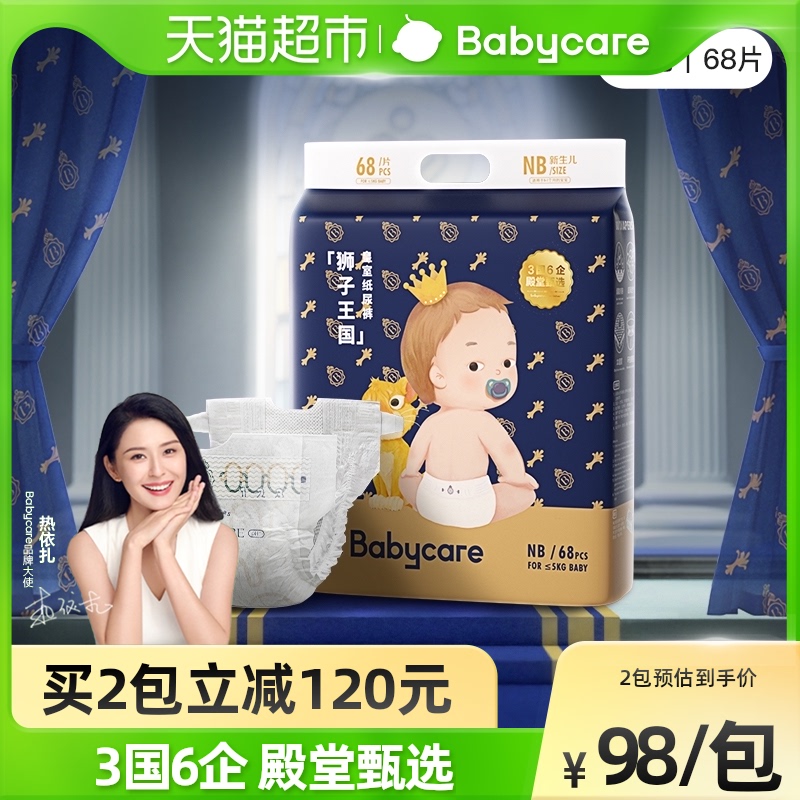 天猫超市
Babycare
68片
68/片
PCS
NB 新生儿
/SIZE
皇室纸尿裤
「狮子王国」
3国6企
殿堂甄选
Babycare
NB / 68PCS
FOR ≤5KG BABY
热依扎
Babycare品牌大使
买2包立减120元
2包预估到手价
¥98/包
3国6企 殿堂甄选